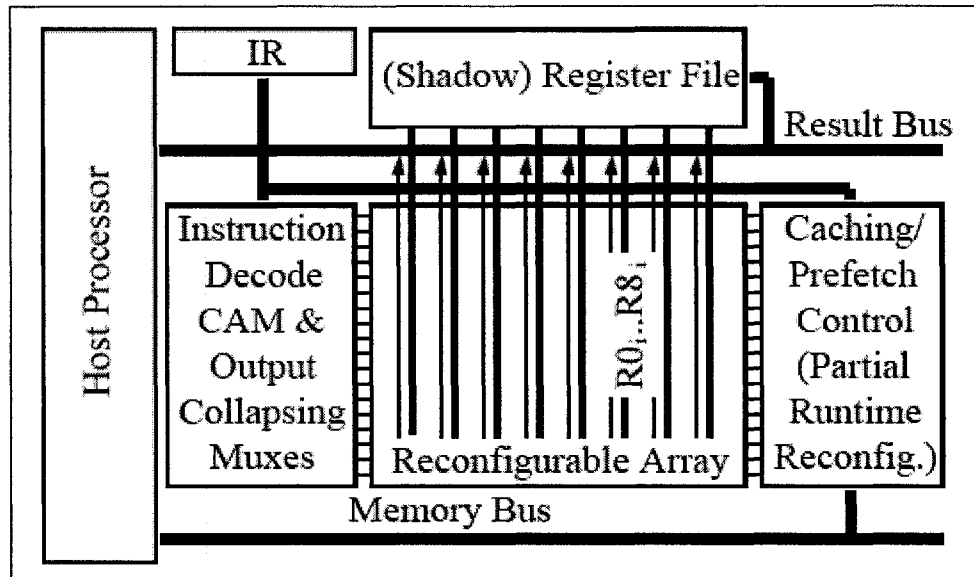 Host Processor
IR
(Shadow) Register File
Result Bus
Instruction
Decode
CAM &
Output
Collapsing
Muxes
R0i..R8i
Reconfigurable Array
Caching/
Prefetch
Control
(Partial
Runtime
Reconfig.)
Memory Bus